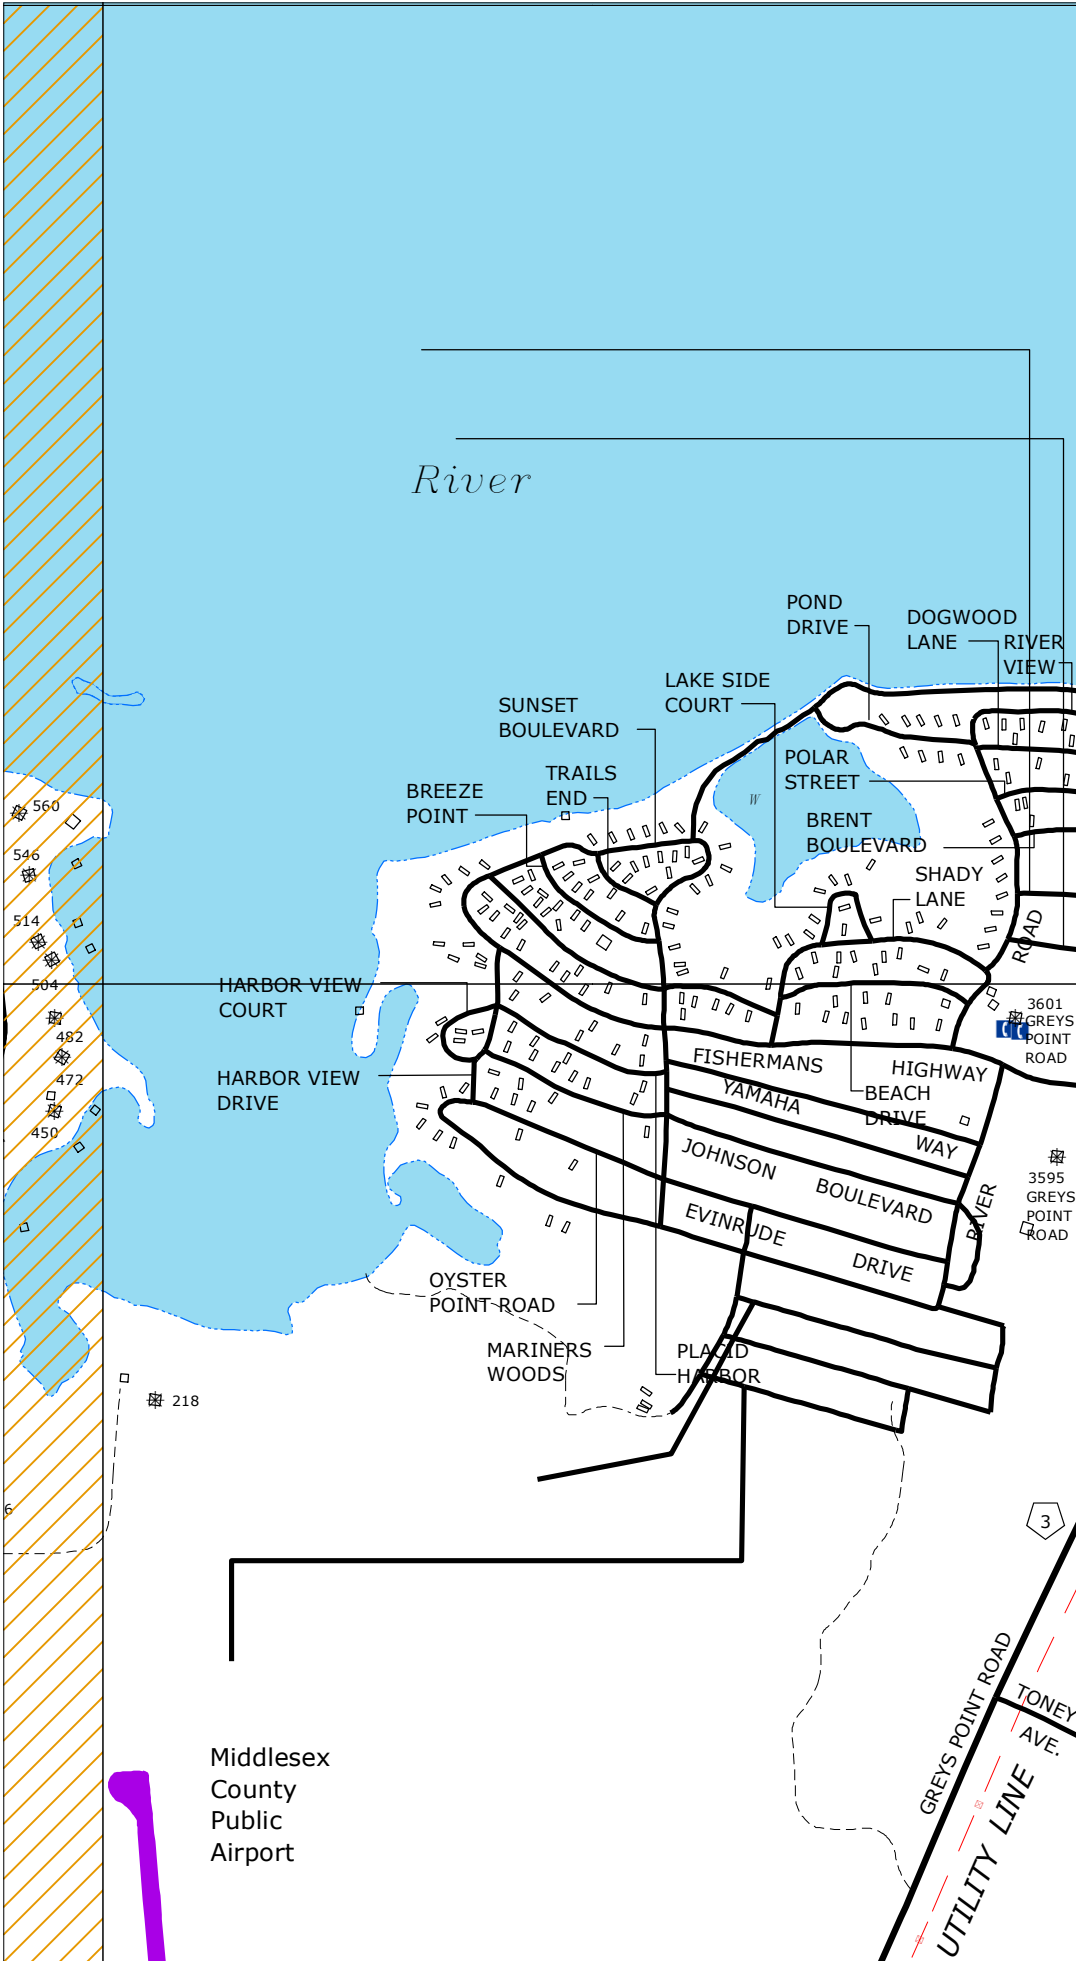 River
POND
DRIVE
DOGWOOD
LANE
RIVER
VIEW
LAKE SIDE
COURT
SUNSET
BOULEVARD
POLAR
STREET
TRAILS
END
BREEZE
POINT
W
BRENT
BOULEVARD
SHADY
LANE
560
546
514
504
482
472
450
ROAD
HARBOR VIEW
COURT
3601
GREYS
POINT
ROAD
FISHERMANS
HIGHWAY
HARBOR VIEW
DRIVE
YAMAHA
WAY
BEACH
DRIVE
JOHNSON
BOULEVARD
3595
GREYS
POINT
ROAD
RIVER
EVINRUDE
DRIVE
OYSTER
POINT ROAD
MARINERS
WOODS
PLACID
HARBOR
218
6
3
GREYS POINT ROAD
TONEY
AVE.
UTILITY LINE
Middlesex
County
Public
Airport